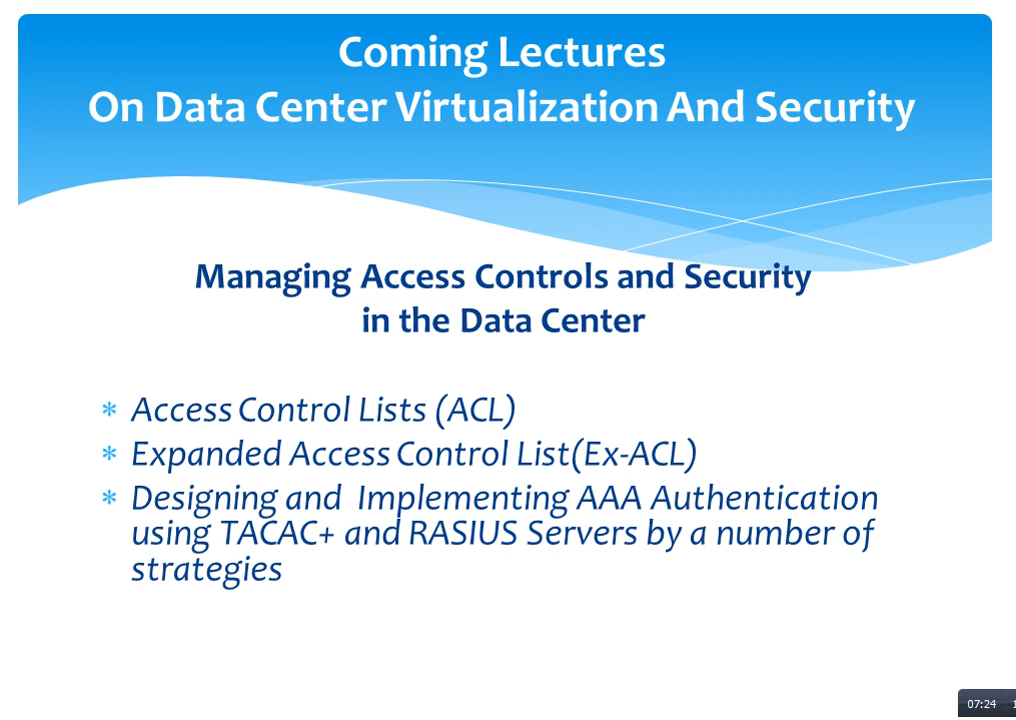 Coming Lectures
On Data Center Virtualization And Security
Managing Access Controls and Security
in the Data Center
* Access Control Lists (ACL)
* Expanded Access Control List(Ex-ACL)
* Designing and  Implementing AAA Authentication
using TACAC+ and RASIUS Servers by a number of
strategies
07:24